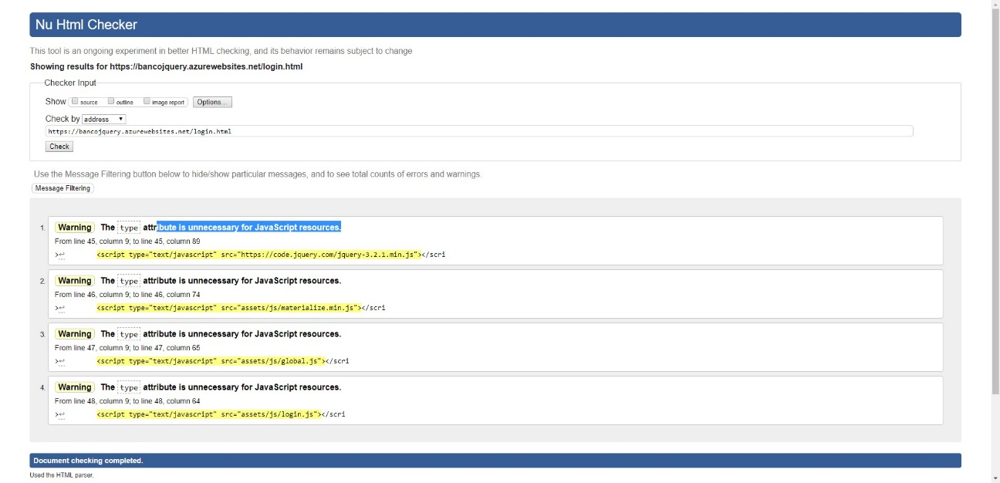 Nu Html Checker
This tool is an ongoing experiment in better HTML checking, and its behavior remains subject to change
Showing results for https://bancojquery.azurewebsites.net/login.html
Checker Input
Show source outline image report Options...
Check by address
https://bancojquery.azurewebsites.net/login.html
Check
Use the Message Filtering button below to hide/show particular messages, and to see total counts of errors and warnings.
Message Filtering
1. Warning The type attribute is unnecessary for JavaScript resources.
From line 45, column 9; to line 45, column 89
>↩ <script type="text/javascript" src="https://code.jquery.com/jquery-3.2.1.min.js"></scri
2. Warning The type attribute is unnecessary for JavaScript resources.
From line 46, column 9; to line 46, column 74
>↩ <script type="text/javascript" src="assets/js/materialize.min.js"></scri
3. Warning The type attribute is unnecessary for JavaScript resources.
From line 47, column 9; to line 47, column 65
>↩ <script type="text/javascript" src="assets/js/global.js"></scri
4. Warning The type attribute is unnecessary for JavaScript resources.
From line 48, column 9; to line 48, column 64
>↩ <script type="text/javascript" src="assets/js/login.js"></scri
Document checking completed.
Used the HTML parser.